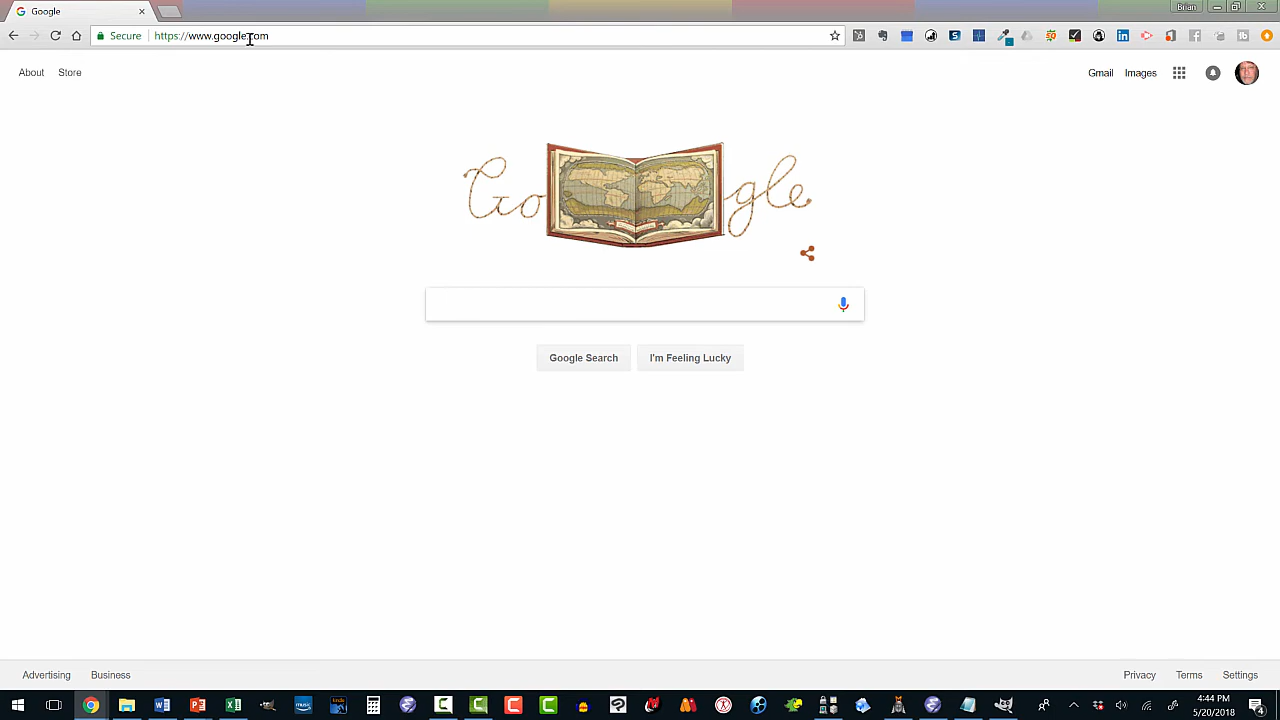 Google
Brian
Secure
https://www.google.com
About
Store
Gmail
Images
Google
Google Search
I'm Feeling Lucky
Advertising
Business
Privacy
Terms
Settings
4:44 PM
5/20/2018